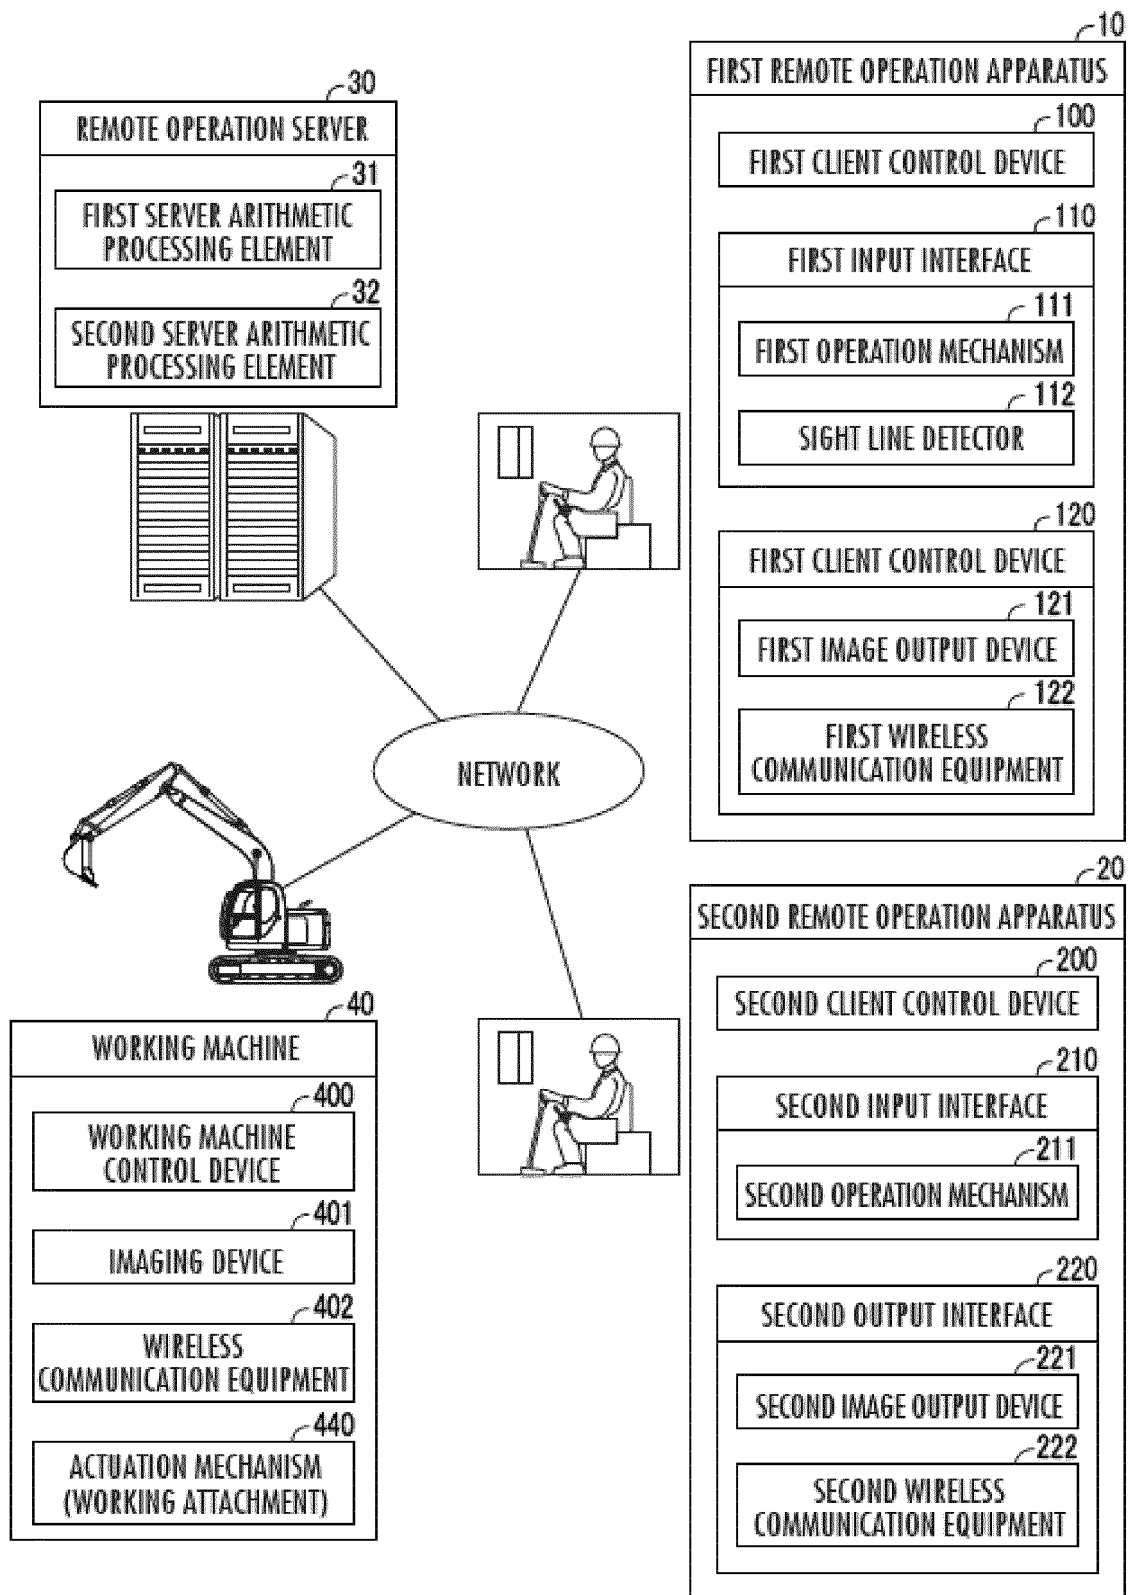 30
REMOTE OPERATION SERVER
31
FIRST SERVER ARITHMETIC
PROCESSING ELEMENT
32
SECOND SERVER ARITHMETIC
PROCESSING ELEMENT
10
FIRST REMOTE OPERATION APPARATUS
100
FIRST CLIENT CONTROL DEVICE
110
FIRST INPUT INTERFACE
111
FIRST OPERATION MECHANISM
112
SIGHT LINE DETECTOR
120
FIRST CLIENT CONTROL DEVICE
121
FIRST IMAGE OUTPUT DEVICE
122
FIRST WIRELESS
COMMUNICATION EQUIPMENT
NETWORK
40
WORKING MACHINE
400
WORKING MACHINE
CONTROL DEVICE
401
IMAGING DEVICE
402
WIRELESS
COMMUNICATION EQUIPMENT
440
ACTUATION MECHANISM
(WORKING ATTACHMENT)
20
SECOND REMOTE OPERATION APPARATUS
200
SECOND CLIENT CONTROL DEVICE
210
SECOND INPUT INTERFACE
211
SECOND OPERATION MECHANISM
220
SECOND OUTPUT INTERFACE
221
SECOND IMAGE OUTPUT DEVICE
222
SECOND WIRELESS
COMMUNICATION EQUIPMENT